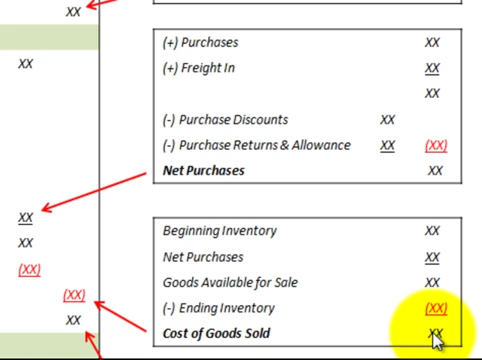 XX
XX
(+) Purchases XX
(+) Freight In XX
XX
(-) Purchase Discounts XX
(-) Purchase Returns & Allowance XX (XX)
Net Purchases XX
XX
XX
(XX)
(XX)
XX
Beginning Inventory XX
Net Purchases XX
Goods Available for Sale XX
(-) Ending Inventory (XX)
Cost of Goods Sold XX